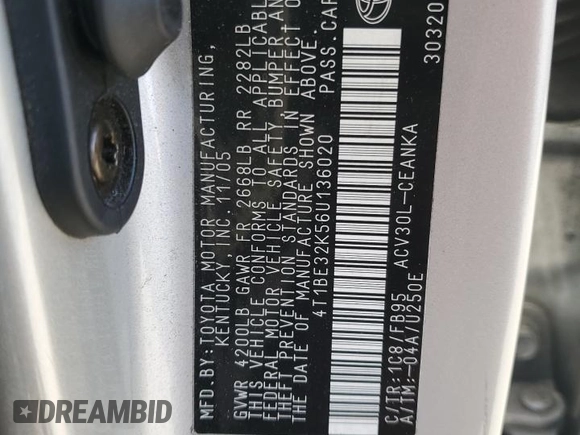 MFD. BY:TOYOTA MOTOR MANUFACTURING,
KENTUCKY, INC. 11/05
GVWR 4200LB GAWR FR 2668LB RR 2282LB
THIS VEHICLE CONFORMS TO ALL APPLICABLE
FEDERAL MOTOR VEHICLE SAFETY BUMPER AND
THEFT PREVENTION STANDARDS IN EFFECT
THE DATE OF MANUFACTURE SHOWN ABOVE.
4T1BE32K56U136020 PASS.CAR
C/TR:1C8/FB95 ACV30L-CEANKA
A/TM:-04A/U250E
30320
DREAMBID